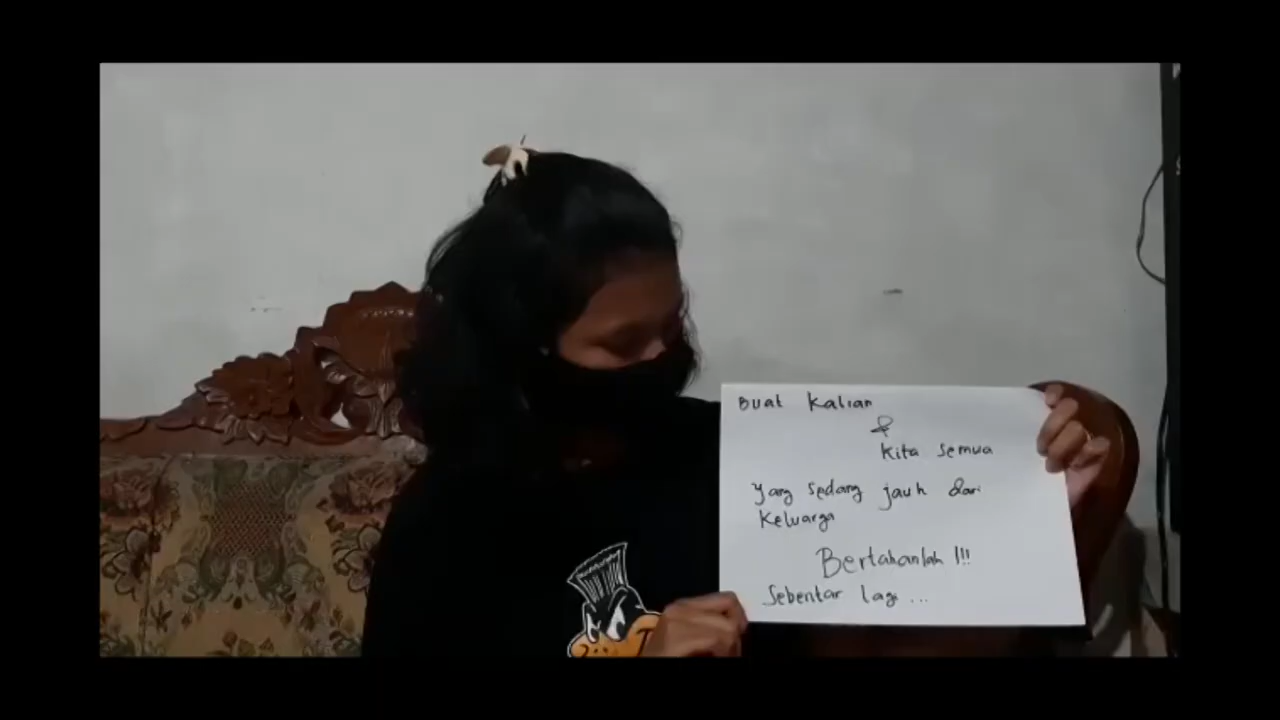 Buat Kalian
&
Kita semua
yang sedang jauh dari
Keluarga
Bertahanlah !!!
Sebentar lagi ...